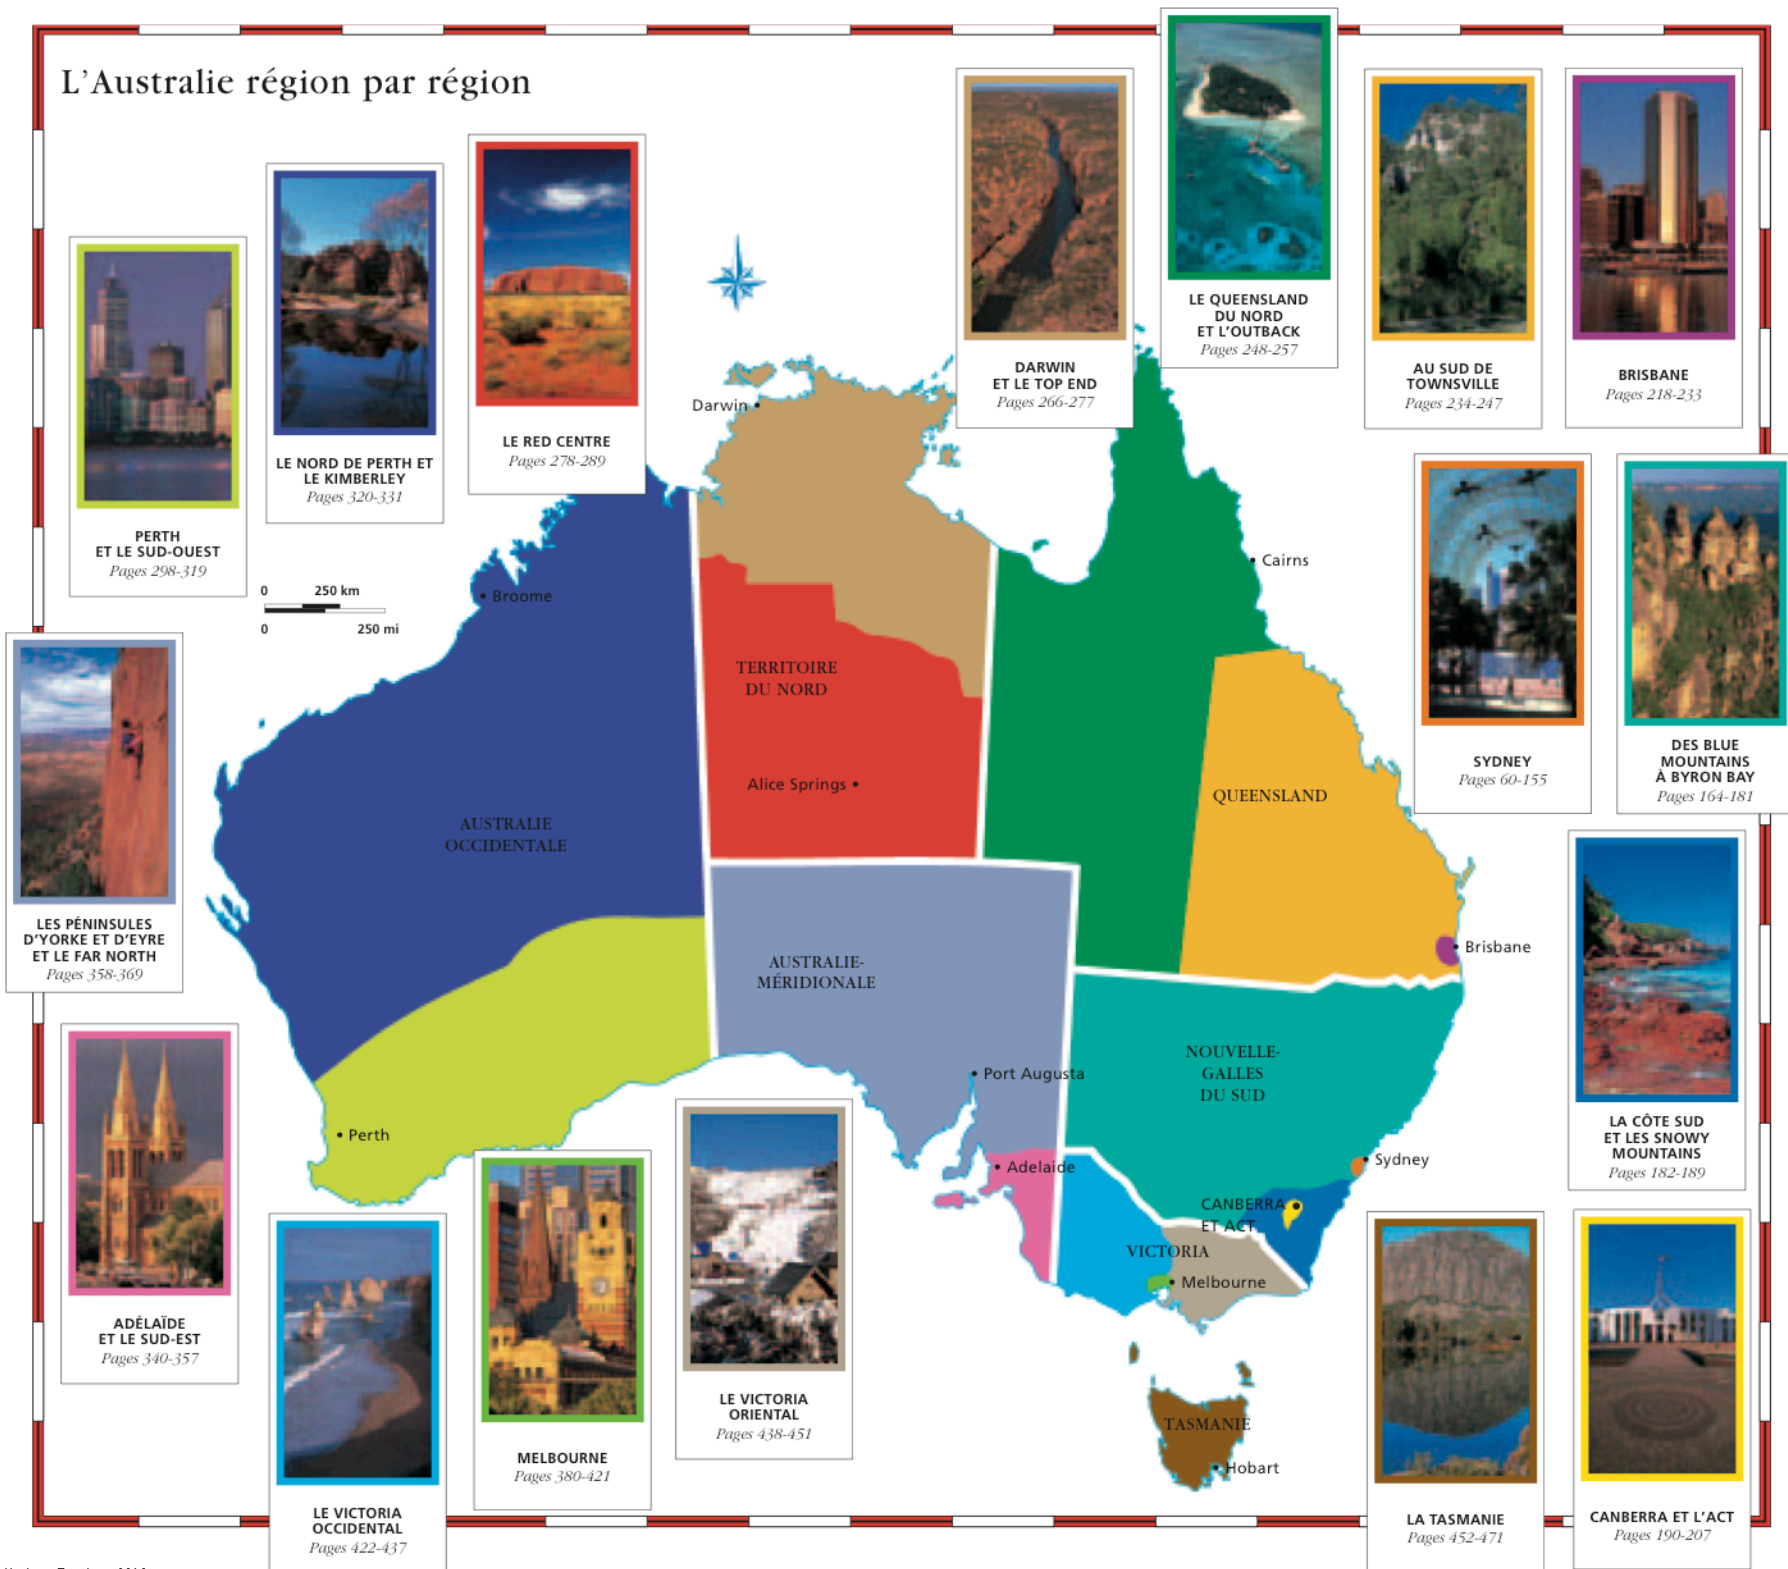 L'Australie région par région
LE QUEENSLAND
DU NORD
ET L'OUTBACK
Pages 248-257
DARWIN
ET LE TOP END
Pages 266-277
AU SUD DE
TOWNSVILLE
Pages 234-247
BRISBANE
Pages 218-233
LE RED CENTRE
Pages 278-289
LE NORD DE PERTH ET
LE KIMBERLEY
Pages 320-331
PERTH
ET LE SUD-OUEST
Pages 298-319
0 250 km
0 250 mi
Darwin
Cairns
Broome
TERRITOIRE
DU NORD
Alice Springs
QUEENSLAND
AUSTRALIE
OCCIDENTALE
SYDNEY
Pages 60-155
DES BLUE
MOUNTAINS
À BYRON BAY
Pages 164-181
LES PÉNINSULES
D'YORKE ET D'EYRE
ET LE FAR NORTH
Pages 358-369
AUSTRALIE-
MÉRIDIONALE
Brisbane
NOUVELLE-
GALLES
DU SUD
Port Augusta
Perth
Adelaide
Sydney
LA CÔTE SUD
ET LES SNOWY
MOUNTAINS
Pages 182-189
CANBERRA
ET ACT
VICTORIA
Melbourne
ADÉLAÏDE
ET LE SUD-EST
Pages 340-357
LE VICTORIA
ORIENTAL
Pages 438-451
MELBOURNE
Pages 380-421
LE VICTORIA
OCCIDENTAL
Pages 422-437
TASMANIE
Hobart
LA TASMANIE
Pages 452-471
CANBERRA ET L'ACT
Pages 190-207